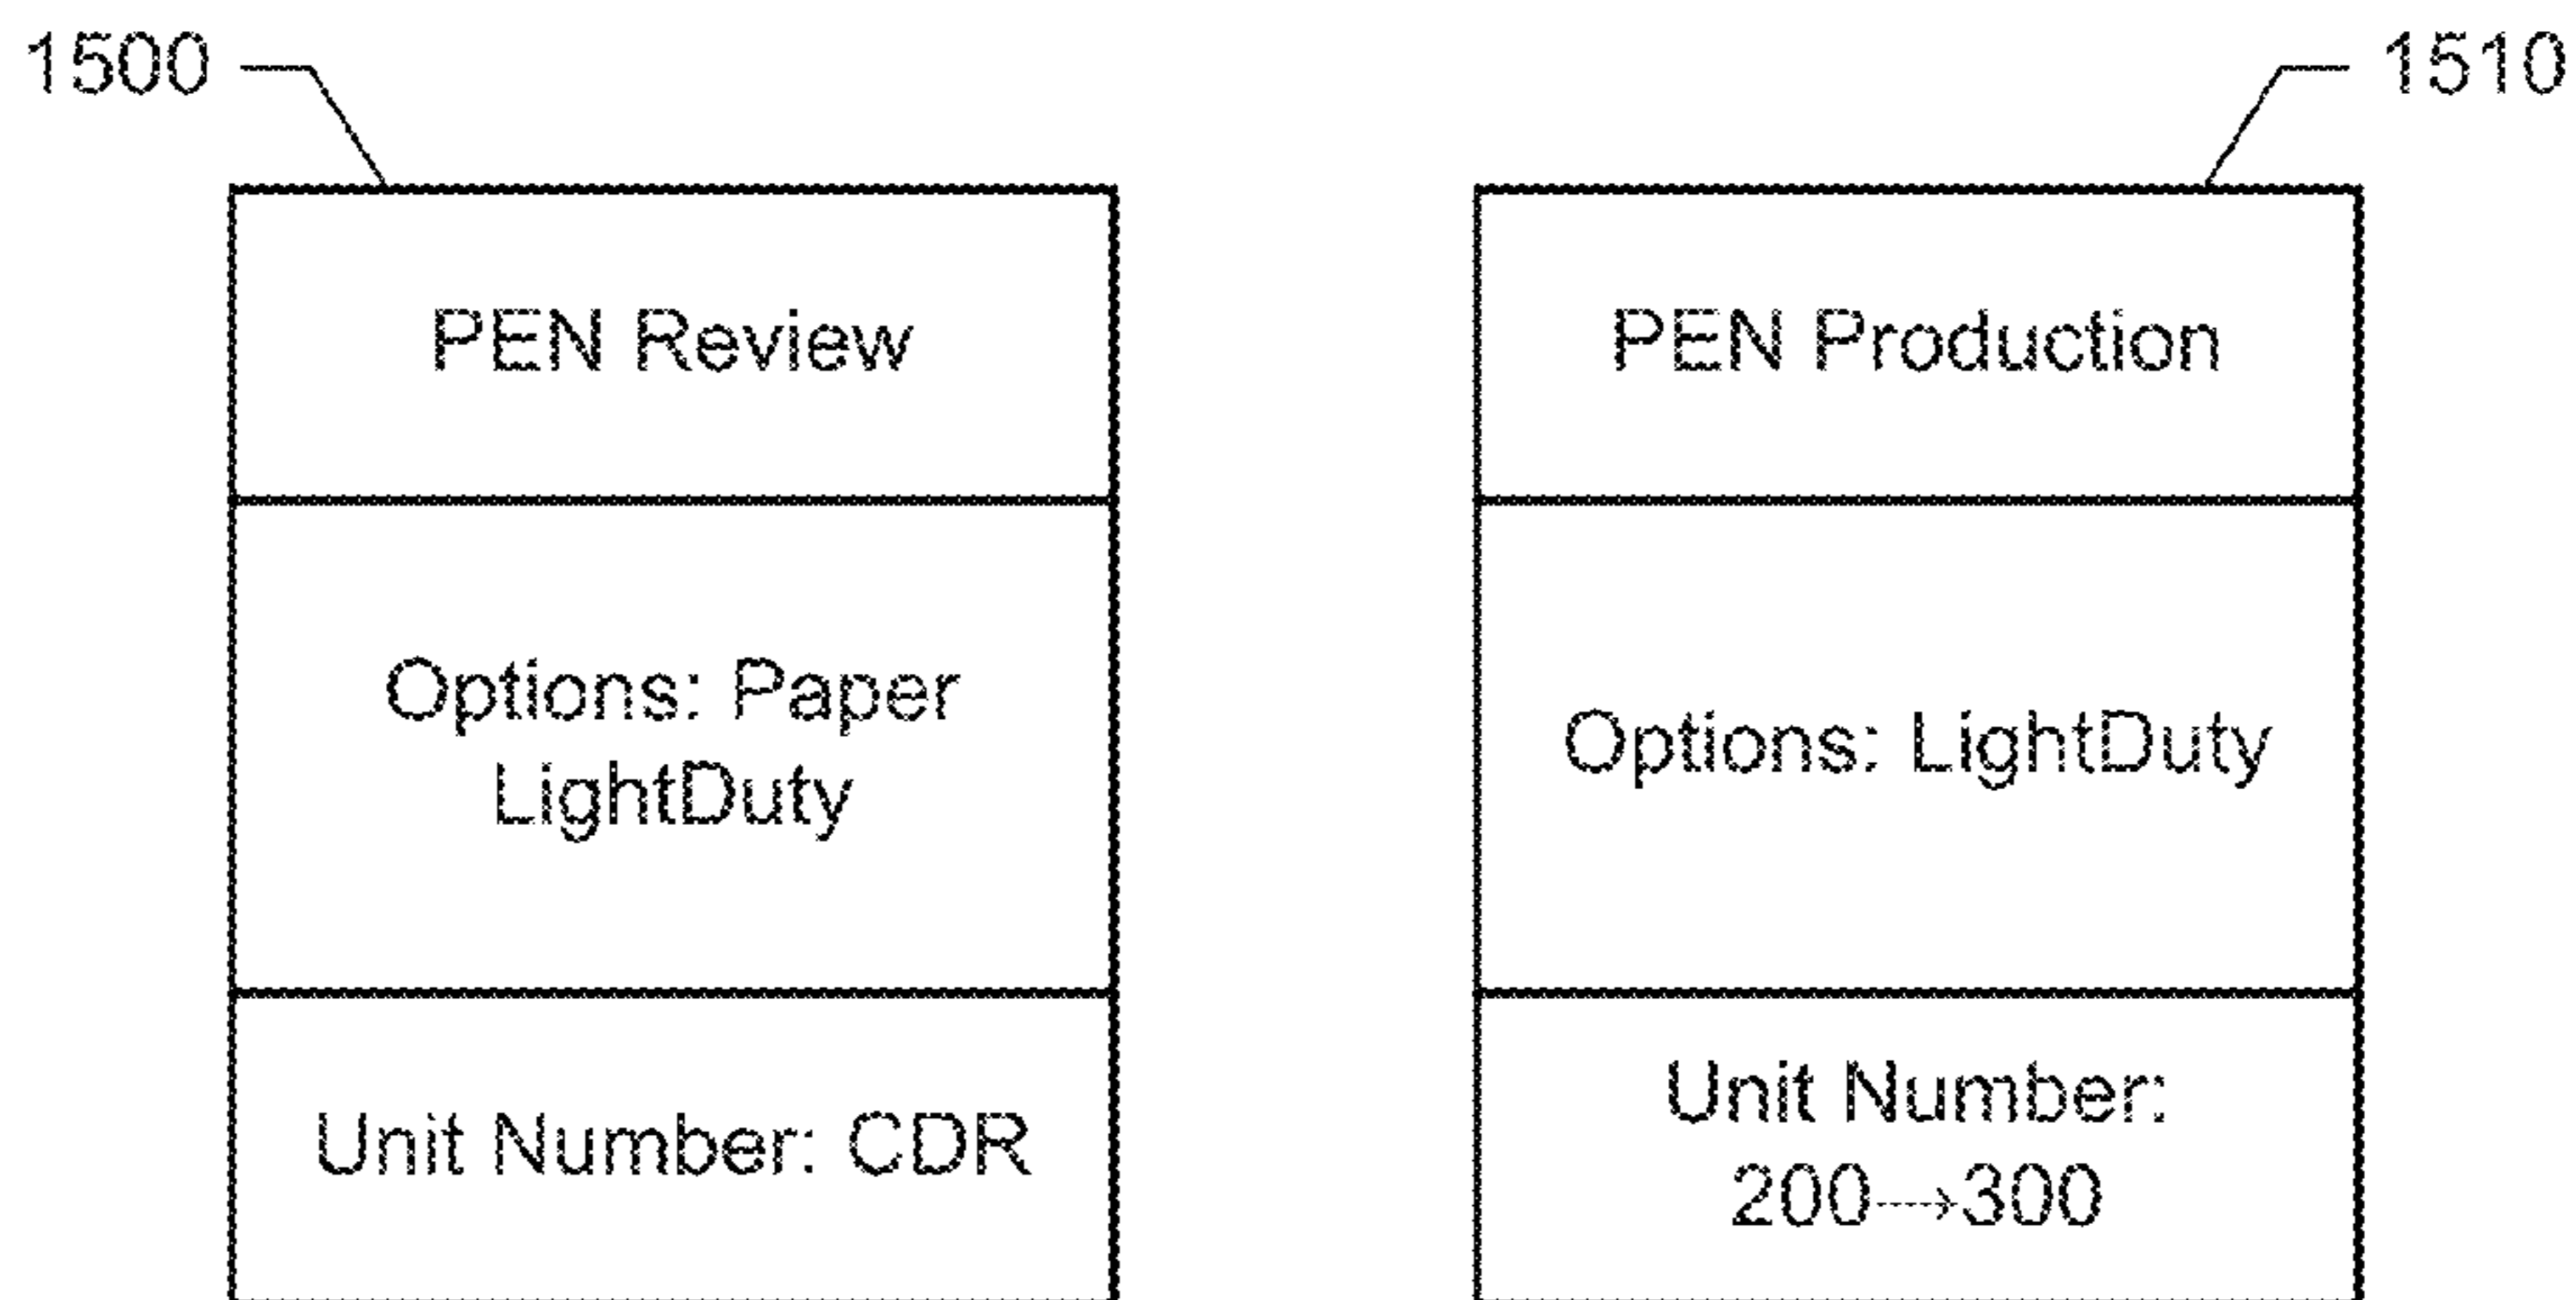 1500
1510
PEN Review
Options: Paper
LightDuty
Unit Number: CDR
PEN Production
Options: LightDuty
Unit Number:
200→300